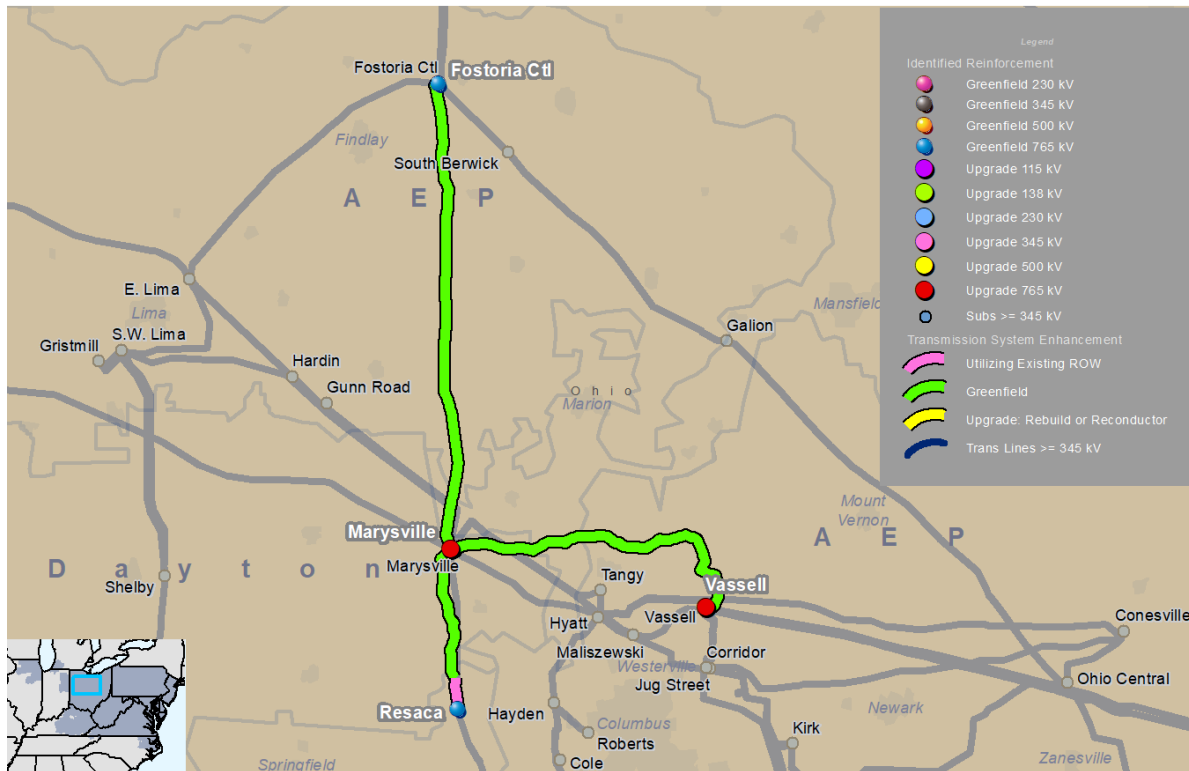 Fostoria Ctl
Fostoria Ctl
Findlay
South Berwick
A E P
E. Lima
Lima
S.W. Lima
Gristmill
Hardin
Gunn Road
Mansfield
Galion
Ohio
Marion
Mount
Vernon
A E P
Marysville
Marysville
Dayton
Shelby
Tangy
Vassell
Vassell
Hyatt
Maliszewski
Conesville
Westerville
Corridor
Jug Street
Ohio Central
Resaca
Hayden
Columbus
Roberts
Cole
Kirk
Newark
Zanesville
Springfield
Legend
Identified Reinforcement
Greenfield 230 kV
Greenfield 345 kV
Greenfield 500 kV
Greenfield 765 kV
Upgrade 115 kV
Upgrade 138 kV
Upgrade 230 kV
Upgrade 345 kV
Upgrade 500 kV
Upgrade 765 kV
Subs >= 345 kV
Transmission System Enhancement
Utilizing Existing ROW
Greenfield
Upgrade: Rebuild or Reconductor
Trans Lines >= 345 kV